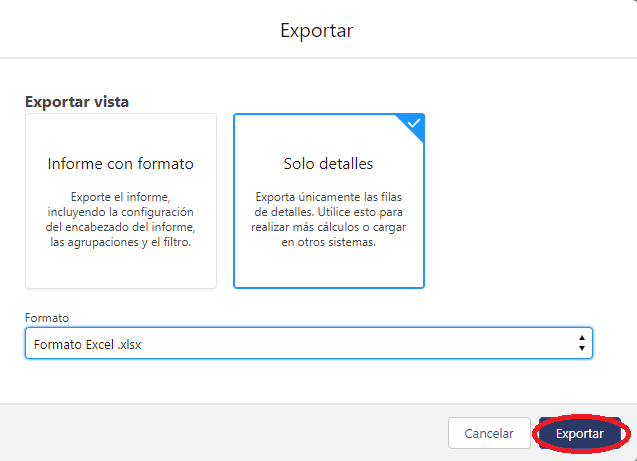 Exportar
Exportar vista
Informe con formato
Exporte el informe,
incluyendo la configuración
del encabezado del informe,
las agrupaciones y el filtro.
Solo detalles
Exporta únicamente las filas
de detalles. Utilice esto para
realizar más cálculos o cargar
en otros sistemas.
Formato
Formato Excel .xlsx
Cancelar
Exportar